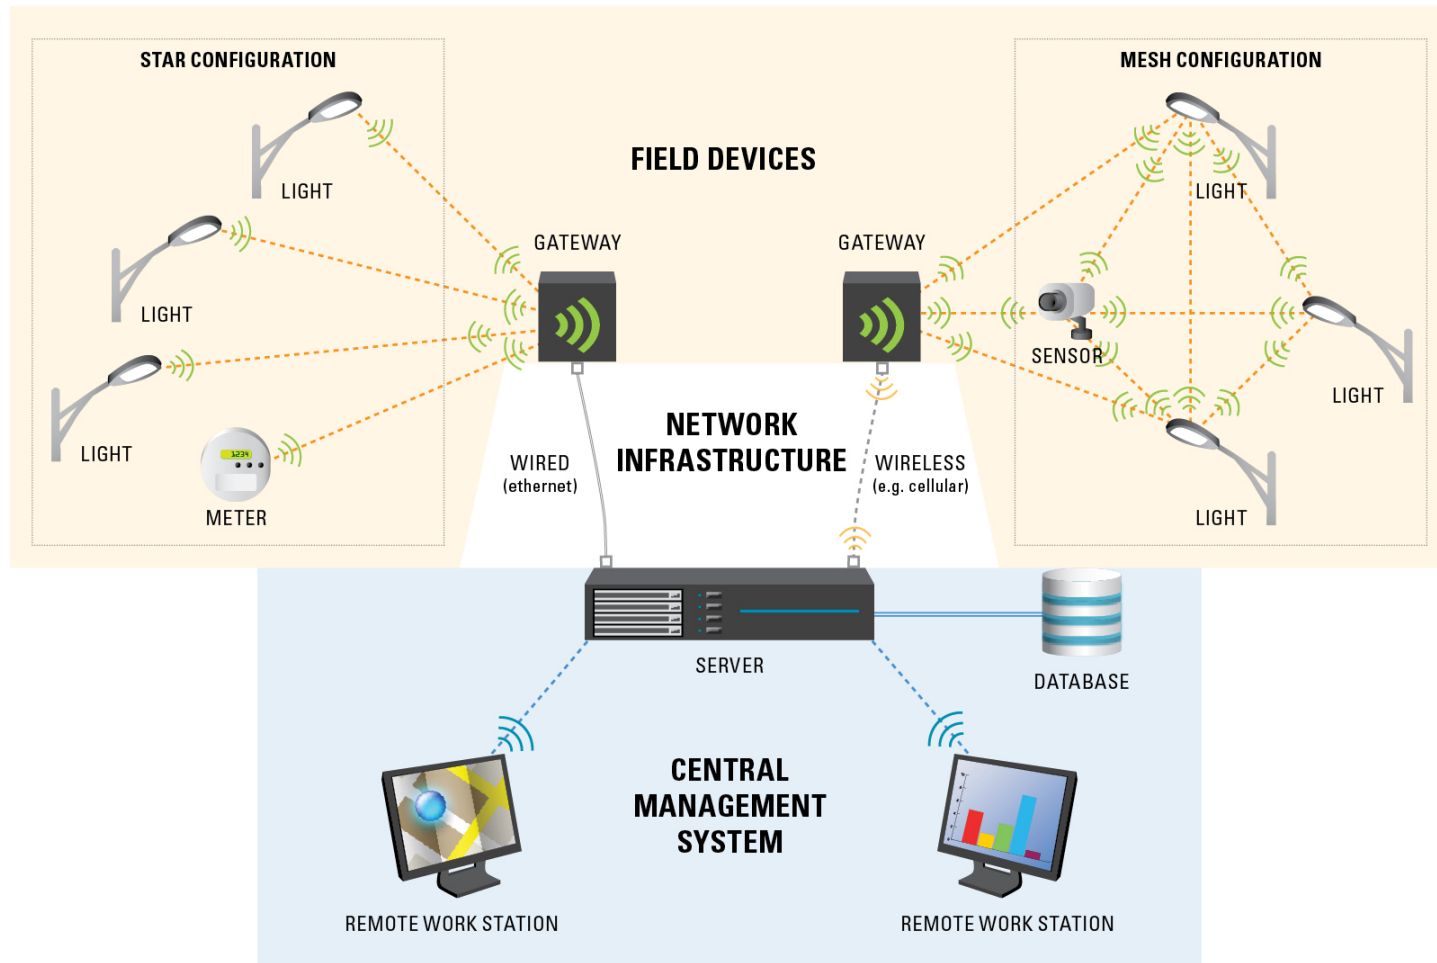 STAR CONFIGURATION
MESH CONFIGURATION
FIELD DEVICES
LIGHT
LIGHT
GATEWAY
GATEWAY
LIGHT
SENSOR
LIGHT
LIGHT
1234
METER
NETWORK
INFRASTRUCTURE
WIRED
(ethernet)
WIRELESS
(e.g. cellular)
LIGHT
SERVER
DATABASE
CENTRAL
MANAGEMENT
SYSTEM
REMOTE WORK STATION
REMOTE WORK STATION